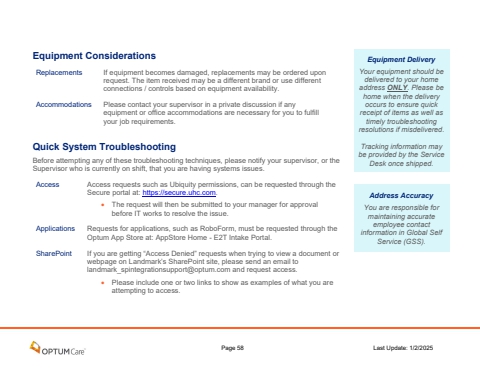 Equipment Considerations
Replacements
If equipment becomes damaged, replacements may be ordered upon
request. The item received may be a different brand or use different
connections / controls based on equipment availability.
Accommodations
Please contact your supervisor in a private discussion if any
equipment or office accommodations are necessary for you to fulfill
your job requirements.
Quick System Troubleshooting
Before attempting any of these troubleshooting techniques, please notify your supervisor, or the
Supervisor who is currently on shift, that you are having systems issues.
Access
Access requests such as Ubiquity permissions, can be requested through the
Secure portal at: https://secure.uhc.com.
• The request will then be submitted to your manager for approval
before IT works to resolve the issue.
Applications
Requests for applications, such as RoboForm, must be requested through the
Optum App Store at: AppStore Home - E2T Intake Portal.
SharePoint
If you are getting "Access Denied" requests when trying to view a document or
webpage on Landmark's SharePoint site, please send an email to
landmark_spintegrationsupport@optum.com and request access.
• Please include one or two links to show as examples of what you are
attempting to access.
Equipment Delivery
Your equipment should be
delivered to your home
address ONLY. Please be
home when the delivery
occurs to ensure quick
receipt of items as well as
timely troubleshooting
resolutions if misdelivered.
Tracking information may
be provided by the Service
Desk once shipped.
Address Accuracy
You are responsible for
maintaining accurate
employee contact
information in Global Self
Service (GSS).
OPTUM Care
Page 58
Last Update: 1/2/2025